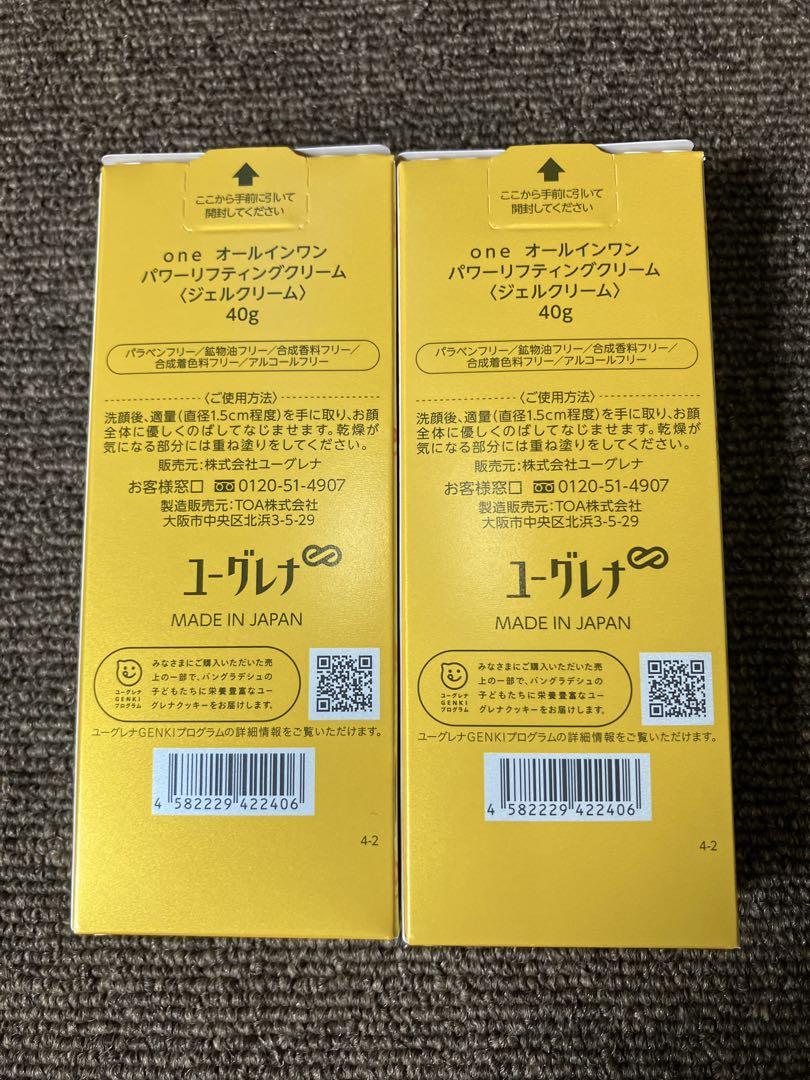 ここから手前に引いて
開封してください
one オールインワン
パワーリフティングクリーム
〈ジェルクリーム〉
40g
パラベンフリー／鉱物油フリー／合成香料フリー／
合成着色料フリー／アルコールフリー
〈ご使用方法〉
洗顔後、適量(直径1.5cm程度)を手に取り、お顔
全体に優しくのばしてなじませます。乾燥が
気になる部分には重ね塗りをしてください。
販売元:株式会社ユーグレナ
お客様窓口 0120-51-4907
製造販売元:TOA株式会社
大阪市中央区北浜3-5-29
ユーグレナ
MADE IN JAPAN
ユーグレナ
GENKI
プログラム
みなさまにご購入いただいた売
上の一部で、バングラデシュの
子どもたちに栄養豊富なユー
グレナクッキーをお届けします。
ユーグレナGENKIプログラムの詳細情報をご覧いただけます。
4 582229 422406
4-2
ここから手前に引いて
開封してください
one オールインワン
パワーリフティングクリーム
〈ジェルクリーム〉
40g
パラベンフリー／鉱物油フリー／合成香料フリー／
合成着色料フリー／アルコールフリー
〈ご使用方法〉
洗顔後、適量(直径1.5cm程度)を手に取り、お顔
全体に優しくのばしてなじませます。乾燥が
気になる部分には重ね塗りをしてください。
販売元:株式会社ユーグレナ
お客様窓口 0120-51-4907
製造販売元:TOA株式会社
大阪市中央区北浜3-5-29
ユーグレナ
MADE IN JAPAN
ユーグレナ
GENKI
プログラム
みなさまにご購入いただいた売
上の一部で、バングラデシュの
子どもたちに栄養豊富なユー
グレナクッキーをお届けします。
ユーグレナGENKIプログラムの詳細情報をご覧いただけます。
4 582229 422406
4-2